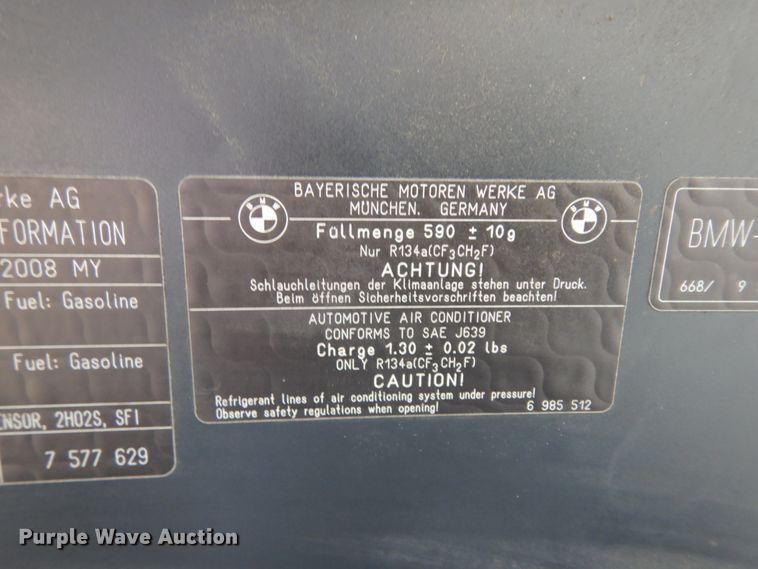 rke AG
FORMATION
2008 MY
Fuel: Gasoline
Fuel: Gasoline
ENSOR, 2HO2S, SFI
7 577 629
BMW
BMW
BAYERISCHE MOTOREN WERKE AG
MÜNCHEN, GERMANY
Füllmenge 590 ± 10g
Nur R134a(CF3CH2F)
ACHTUNG!
Schlauchleitungen der Klimaanlage stehen unter Druck.
Beim öffnen Sicherheitsvorschriften beachten!
AUTOMOTIVE AIR CONDITIONER
CONFORMS TO SAE J639
Charge 1.30 ± 0.02 lbs
ONLY R134a(CF3CH2F)
CAUTION!
Refrigerant lines of air conditioning system under pressure!
Observe safety regulations when opening!
6 985 512
BMW-
668/ 9
Purple Wave Auction